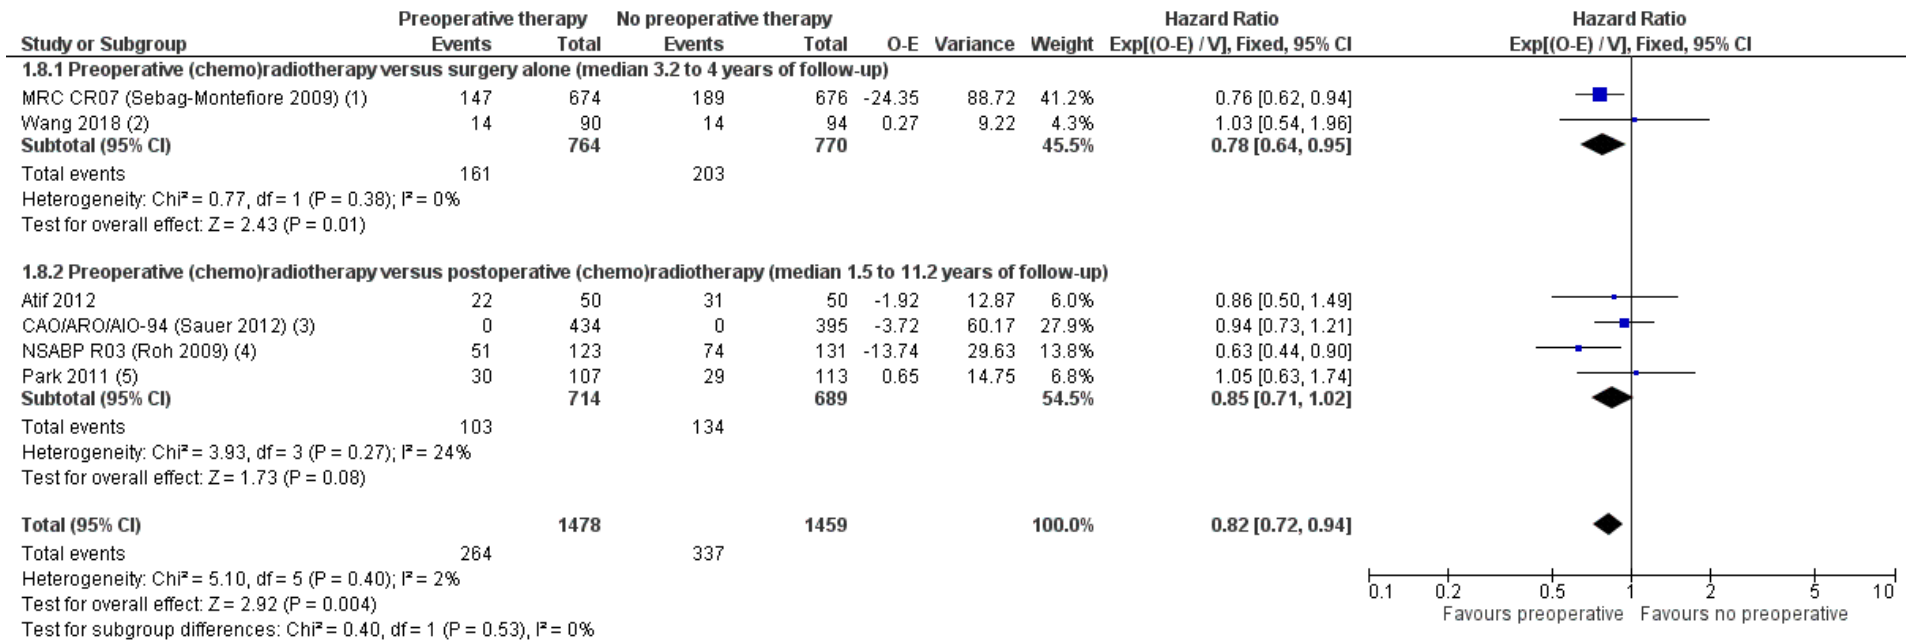 Preoperative therapy No preoperative therapy Hazard Ratio Hazard Ratio
Study or Subgroup Events Total Events Total O-E Variance Weight Exp[(O-E) / V], Fixed, 95% CI Exp[(O-E) / V], Fixed, 95% CI
1.8.1 Preoperative (chemo)radiotherapy versus surgery alone (median 3.2 to 4 years of follow-up)
MRC CR07 (Sebag-Montefiore 2009) (1) 147 674 189 676 -24.35 88.72 41.2% 0.76 [0.62, 0.94]
Wang 2018 (2) 14 90 14 94 0.27 9.22 4.3% 1.03 [0.54, 1.96]
Subtotal (95% CI) 764 770 45.5% 0.78 [0.64, 0.95]
Total events 161 203
Heterogeneity: Chi² = 0.77, df = 1 (P = 0.38); I² = 0%
Test for overall effect: Z = 2.43 (P = 0.01)
1.8.2 Preoperative (chemo)radiotherapy versus postoperative (chemo)radiotherapy (median 1.5 to 11.2 years of follow-up)
Atif 2012 22 50 31 50 -1.92 12.87 6.0% 0.86 [0.50, 1.49]
CAO/ARO/AIO-94 (Sauer 2012) (3) 0 434 0 395 -3.72 60.17 27.9% 0.94 [0.73, 1.21]
NSABP R03 (Roh 2009) (4) 51 123 74 131 -13.74 29.63 13.8% 0.63 [0.44, 0.90]
Park 2011 (5) 30 107 29 113 0.65 14.75 6.8% 1.05 [0.63, 1.74]
Subtotal (95% CI) 714 689 54.5% 0.85 [0.71, 1.02]
Total events 103 134
Heterogeneity: Chi² = 3.93, df = 3 (P = 0.27); I² = 24%
Test for overall effect: Z = 1.73 (P = 0.08)
Total (95% CI) 1478 1459 100.0% 0.82 [0.72, 0.94]
Total events 264 337
Heterogeneity: Chi² = 5.10, df = 5 (P = 0.40); I² = 2%
Test for overall effect: Z = 2.92 (P = 0.004)
Test for subgroup differences: Chi² = 0.40, df = 1 (P = 0.53), I² = 0%
0.1 0.2 0.5 1 2 5 10
Favours preoperative Favours no preoperative